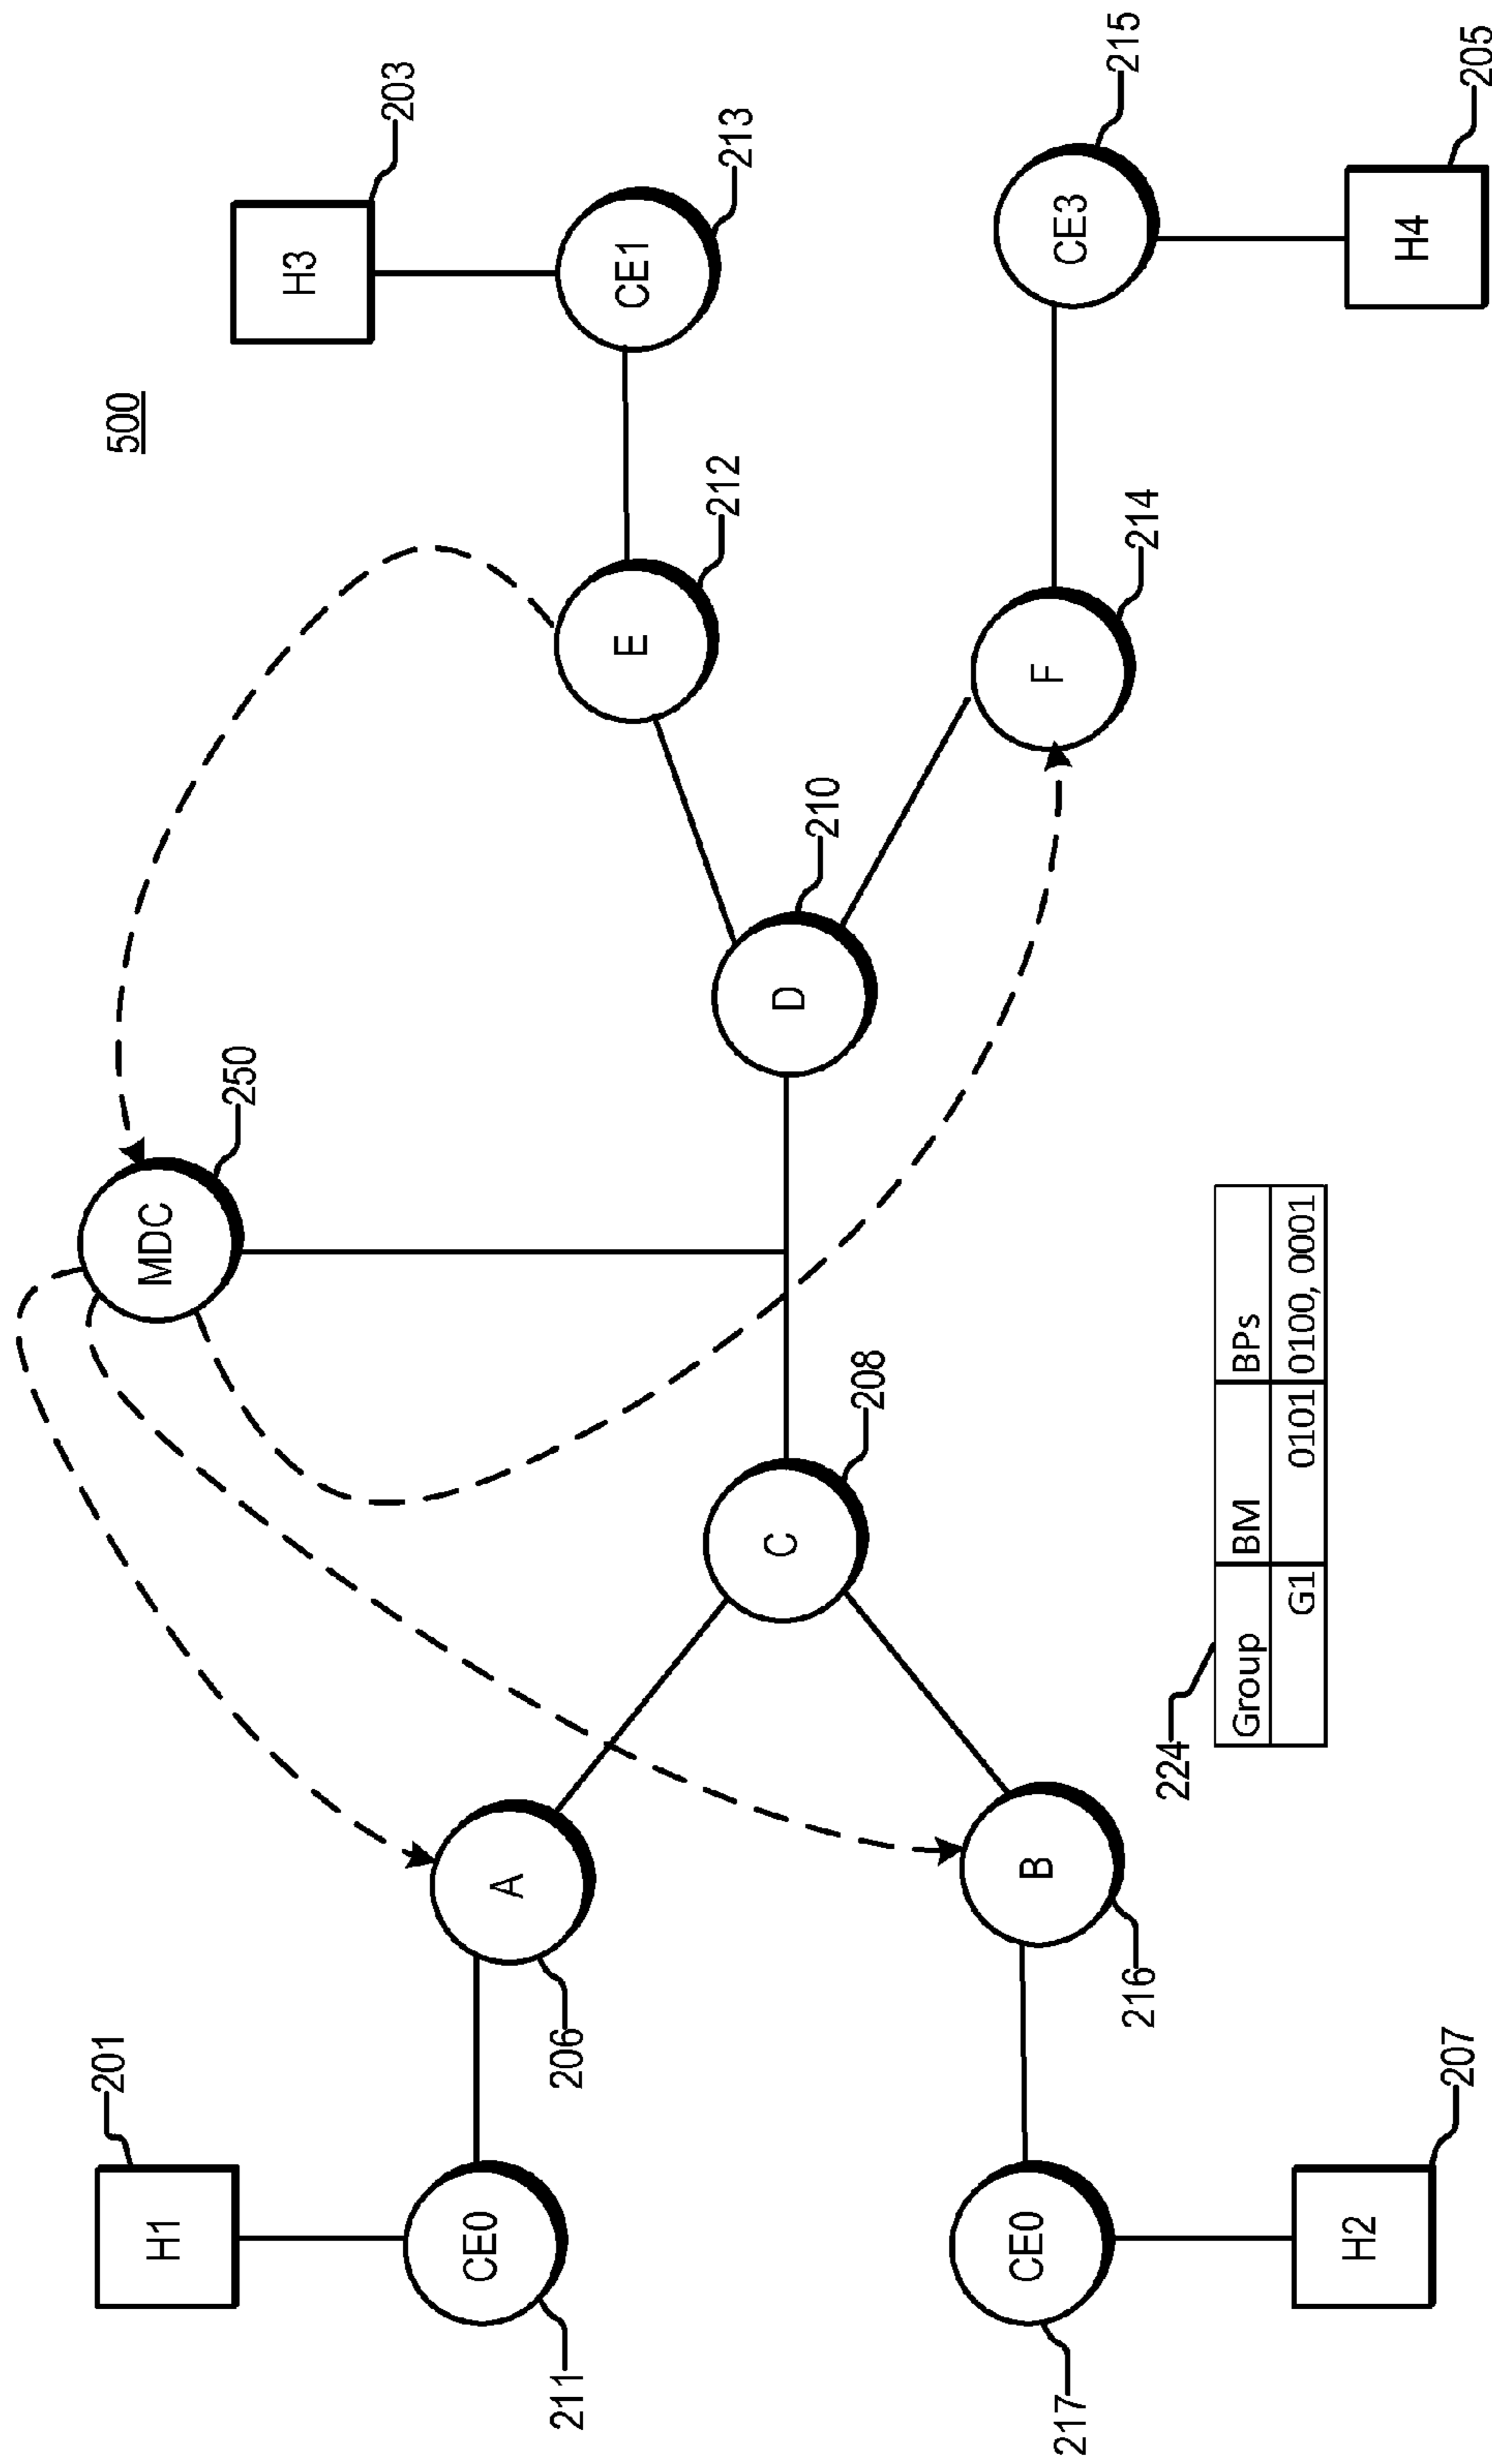 500
H1
201
MDC
250
H3
203
CE0
211
A
206
E
212
CE1
213
C
208
D
210
CE0
217
B
216
F
214
CE3
215
H2
207
H4
205
224
Group BM BPs
G1 0101 0100, 0001